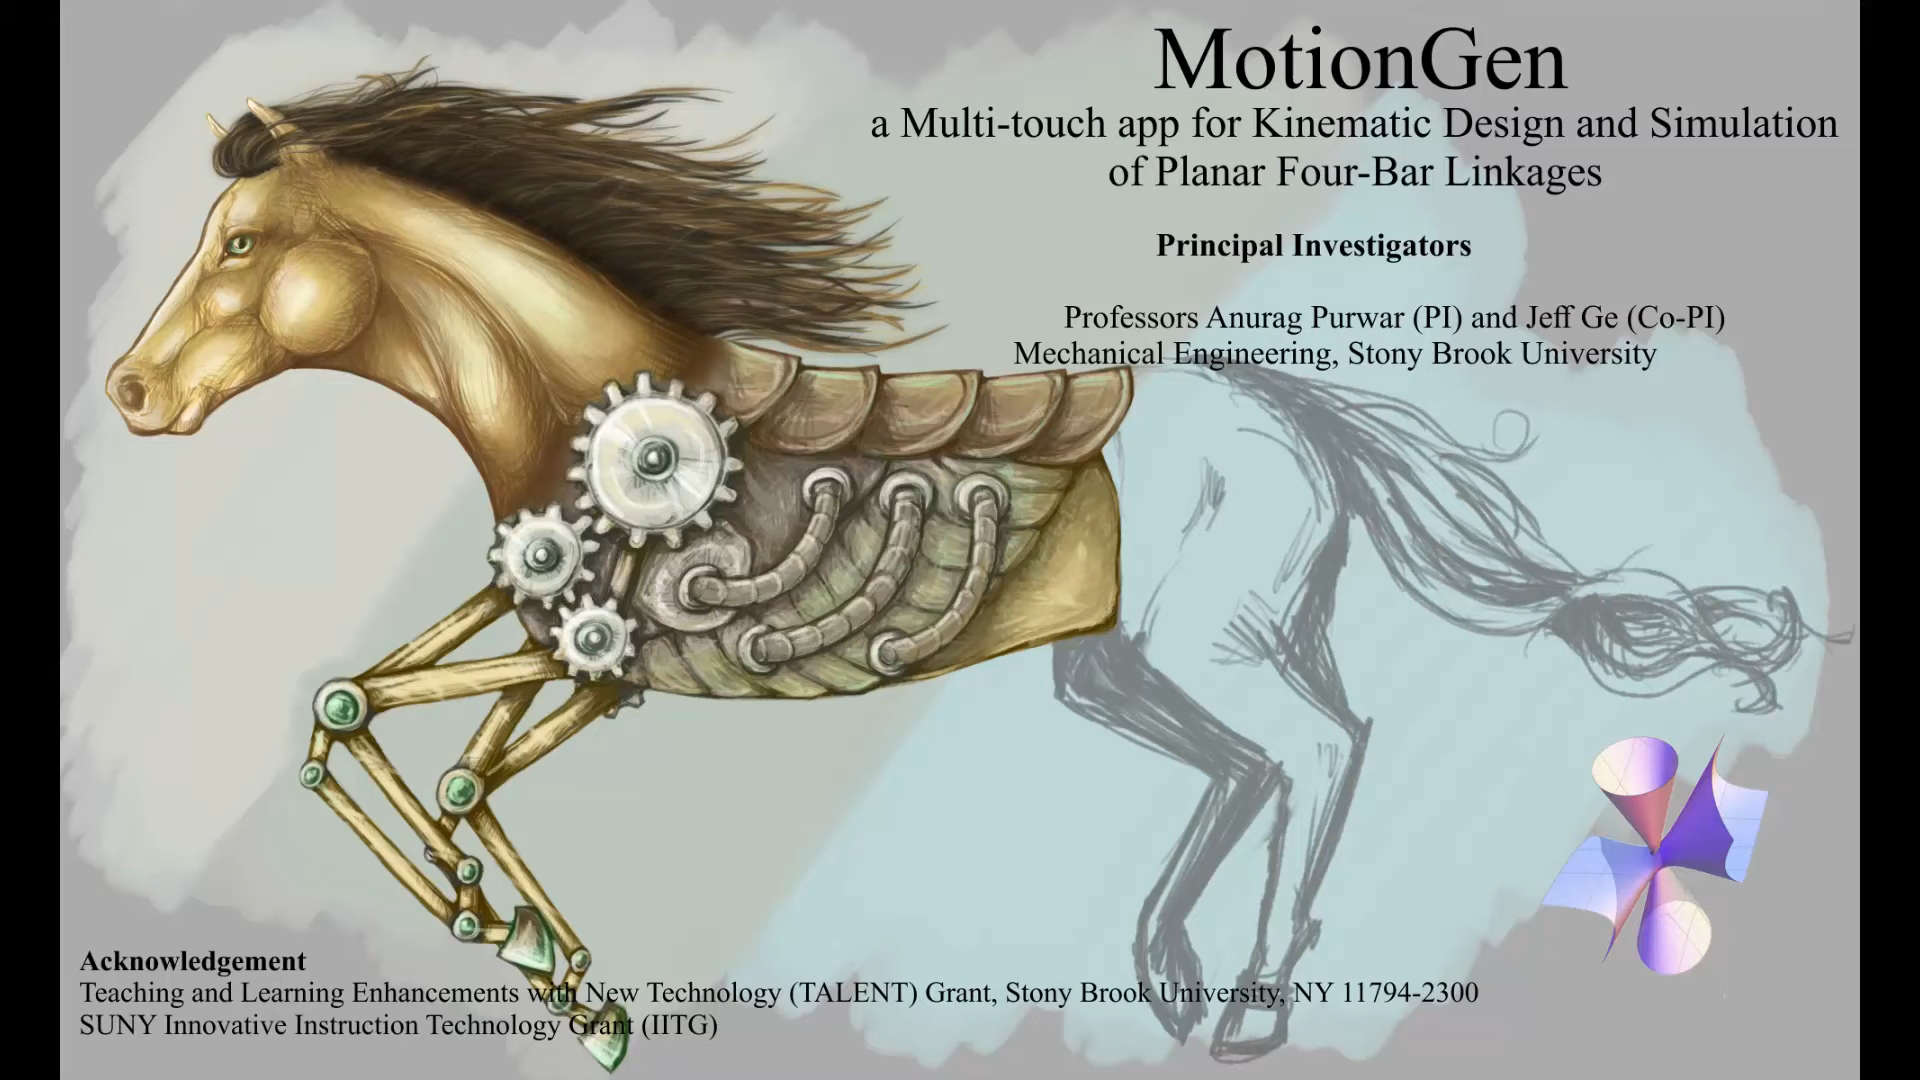 MotionGen
a Multi-touch app for Kinematic Design and Simulation
of Planar Four-Bar Linkages
Principal Investigators
Professors Anurag Purwar (PI) and Jeff Ge (Co-PI)
Mechanical Engineering, Stony Brook University
Acknowledgement
Teaching and Learning Enhancements with New Technology (TALENT) Grant, Stony Brook University, NY 11794-2300
SUNY Innovative Instruction Technology Grant (IITG)